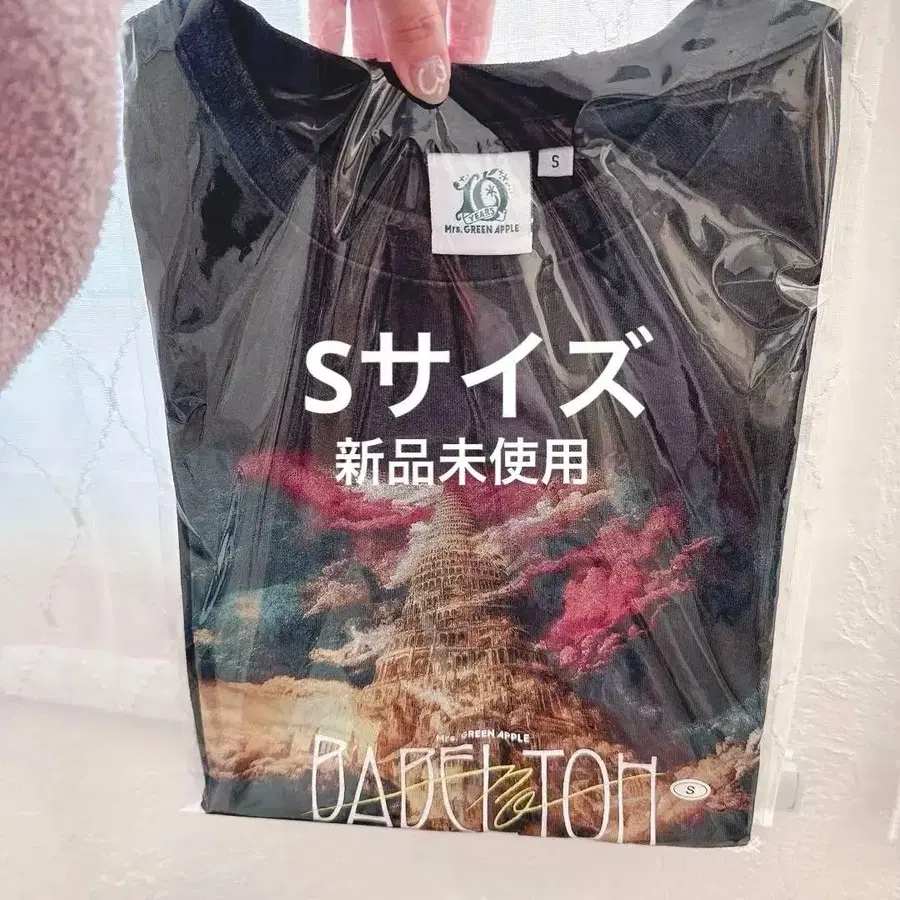 S
10
YEARS
Mrs. GREEN APPLE
Sサイズ
新品未使用
Mrs. GREEN APPLE
BABEL no TOH
S